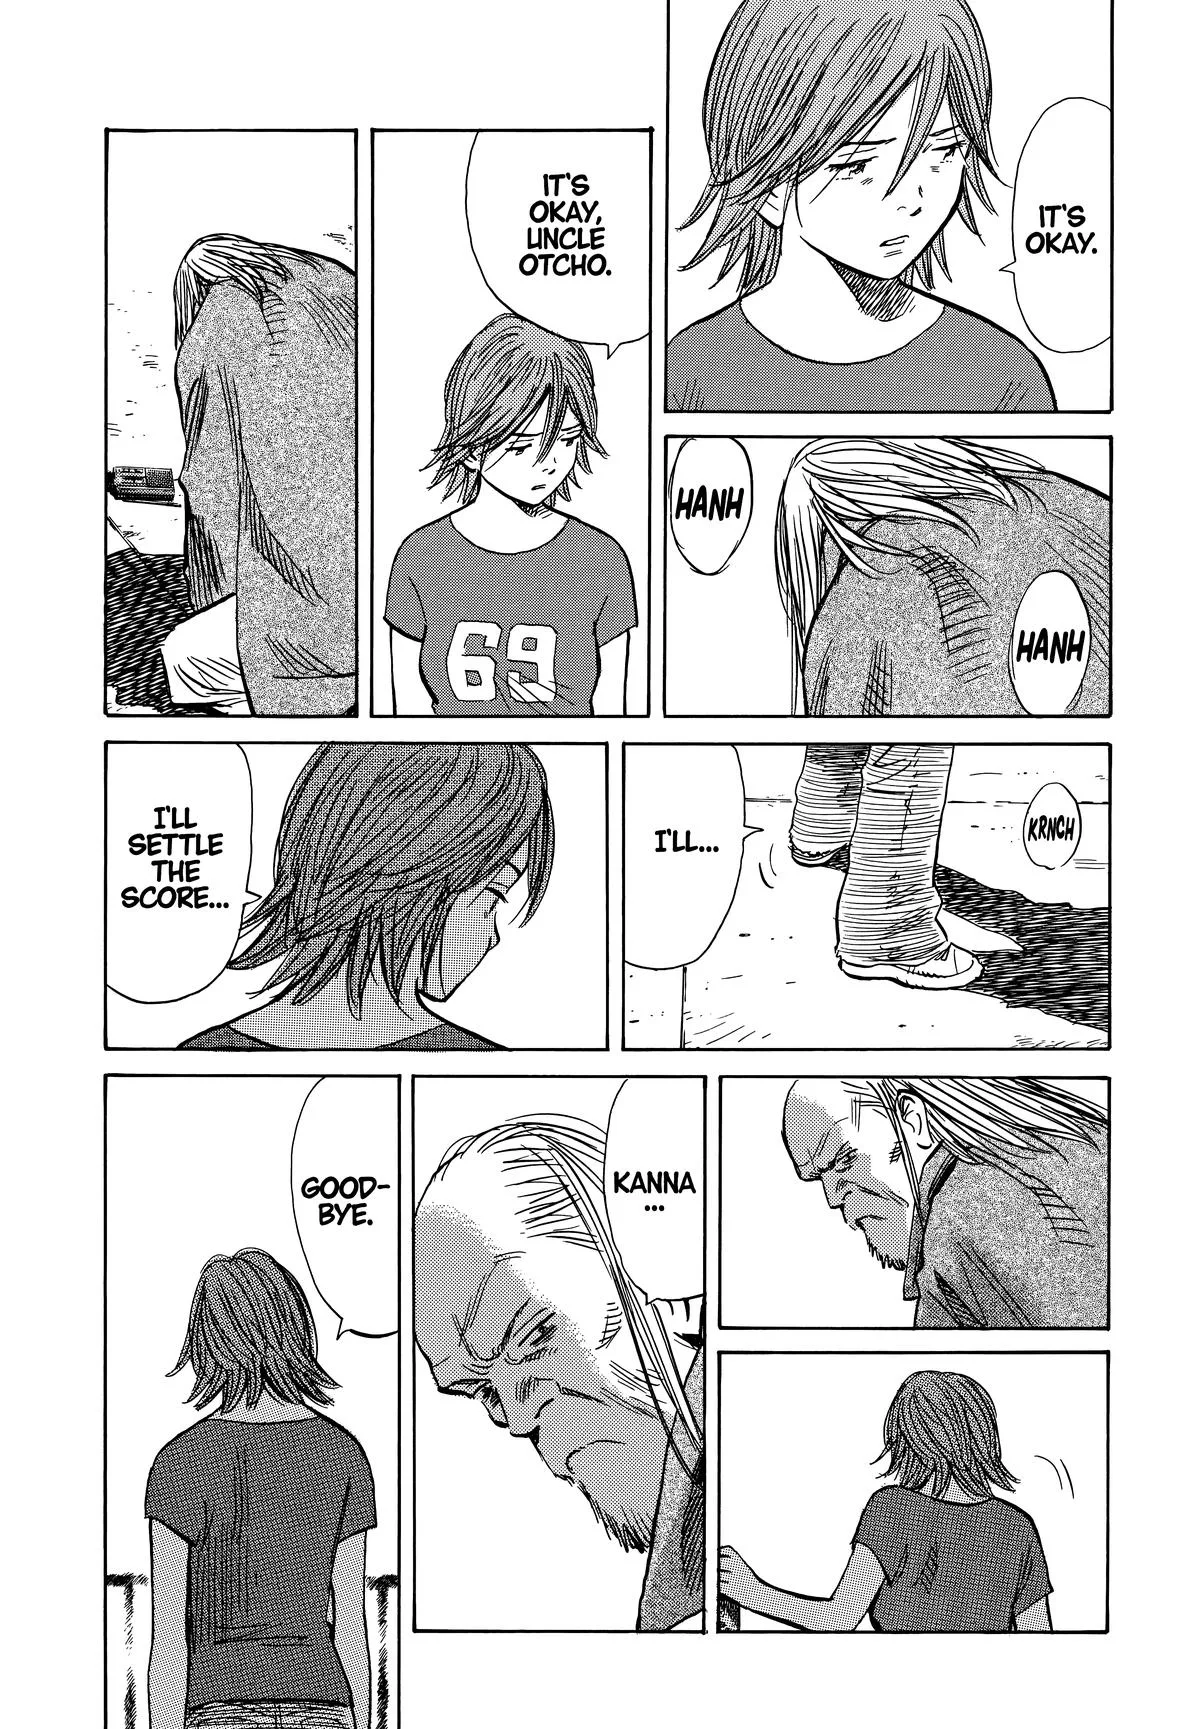 IT'S
OKAY.
HANH
HANH
IT'S
OKAY,
UNCLE
OTCHO.
69
KRNCH
I'LL...
I'LL
SETTLE
THE
SCORE...
KANNA
...
GOOD-
BYE.